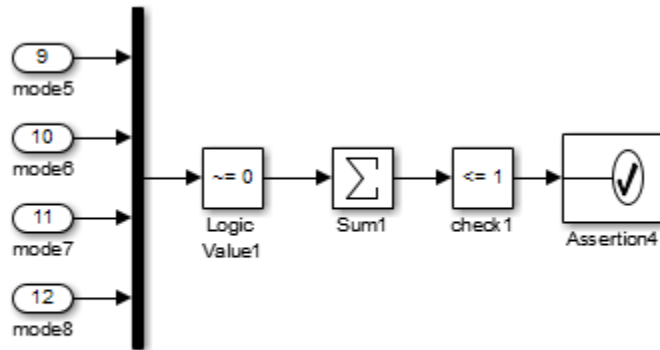 9
mode5
10
mode6
11
mode7
12
mode8
~= 0
Logic
Value1
Σ
Sum1
<= 1
check1
Assertion4